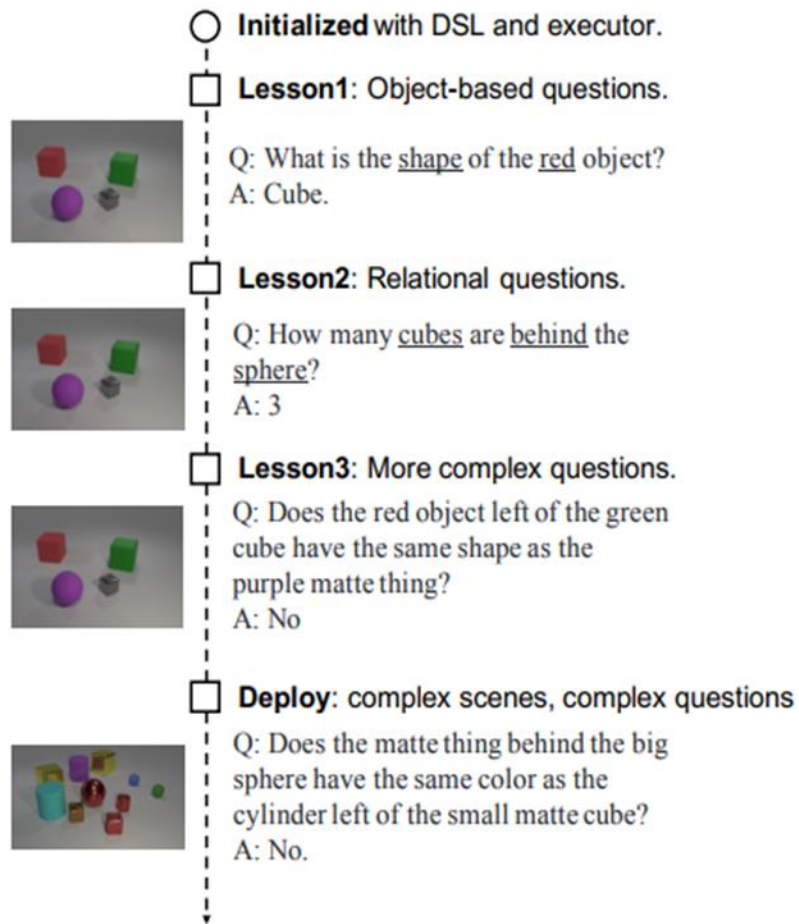 Initialized with DSL and executor.
Lesson1: Object-based questions.
Q: What is the shape of the red object?
A: Cube.
Lesson2: Relational questions.
Q: How many cubes are behind the
sphere?
A: 3
Lesson3: More complex questions.
Q: Does the red object left of the green
cube have the same shape as the
purple matte thing?
A: No
Deploy: complex scenes, complex questions
Q: Does the matte thing behind the big
sphere have the same color as the
cylinder left of the small matte cube?
A: No.